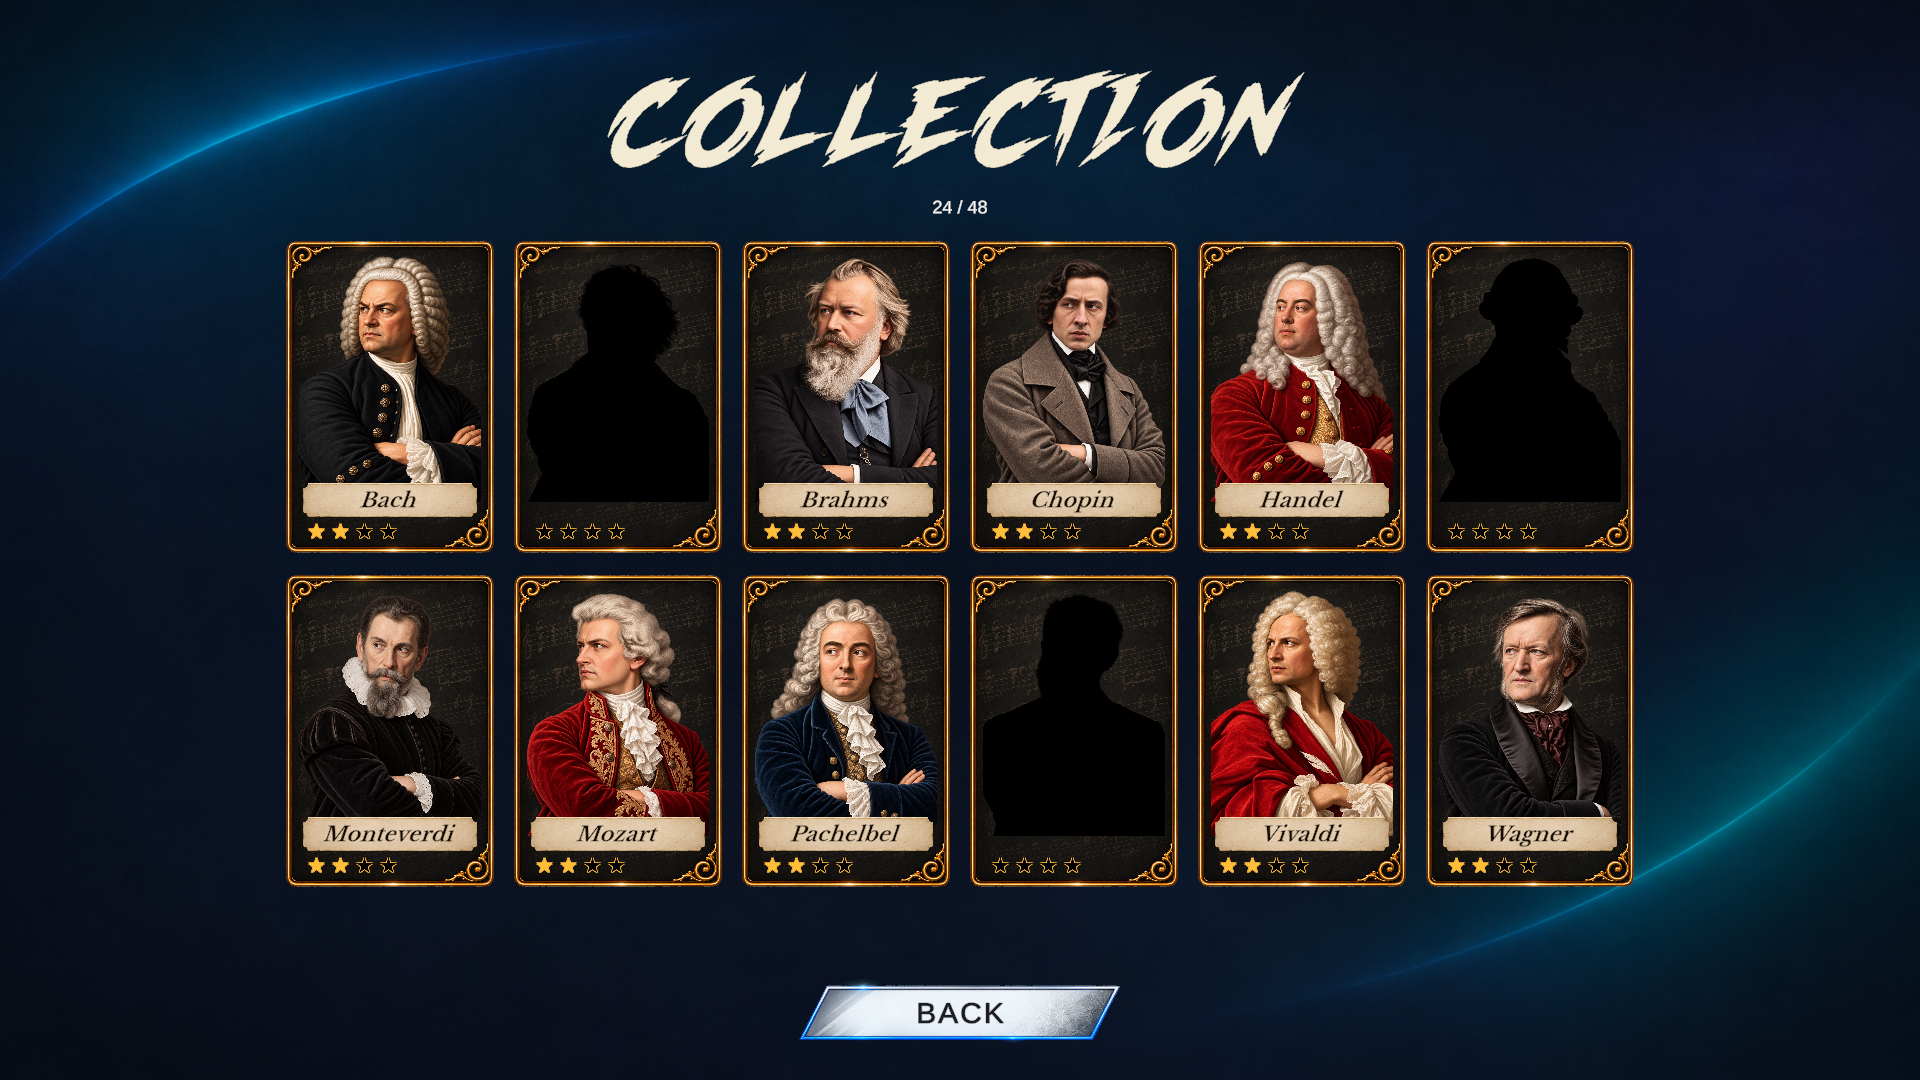 COLLECTION
24 / 48
Bach
Brahms
Chopin
Handel
Monteverdi
Mozart
Pachelbel
Vivaldi
Wagner
BACK